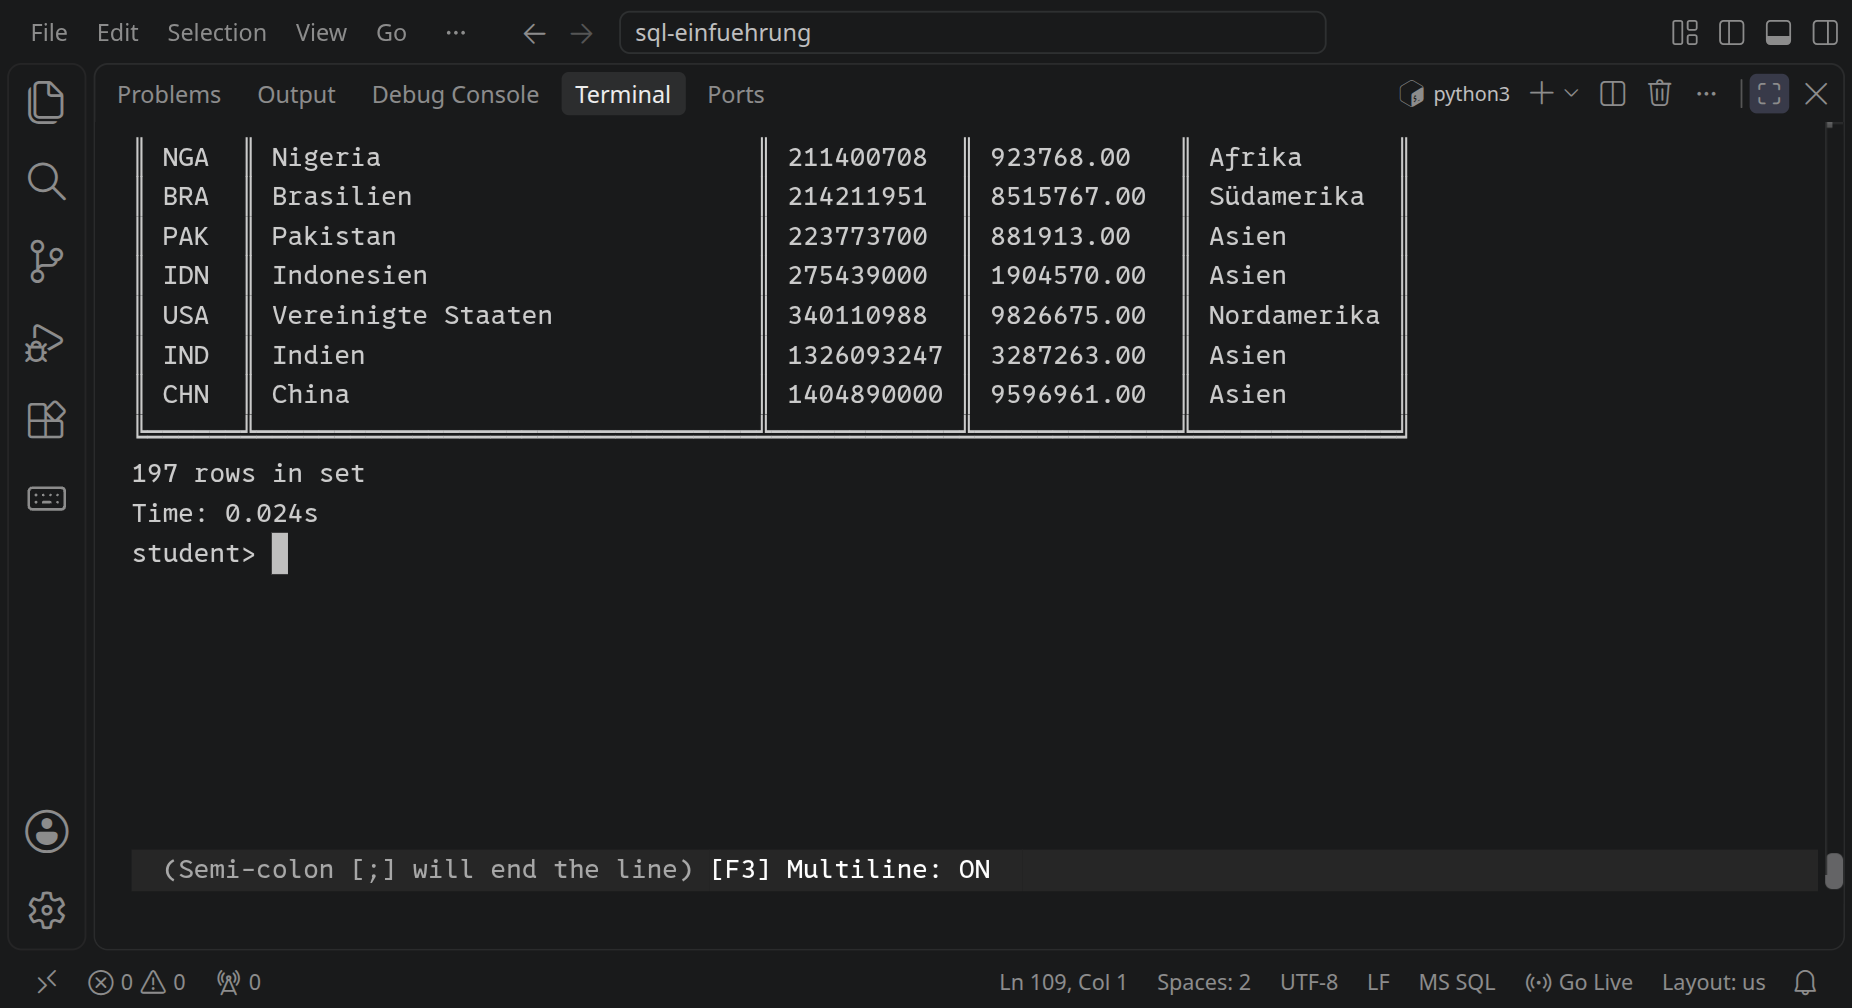 File Edit Selection View Go ··· sql-einfuehrung
Problems Output Debug Console Terminal Ports python3
NGA Nigeria 211400708 923768.00 Afrika
BRA Brasilien 214211951 8515767.00 Südamerika
PAK Pakistan 223773700 881913.00 Asien
IDN Indonesien 275439000 1904570.00 Asien
USA Vereinigte Staaten 340110988 9826675.00 Nordamerika
IND Indien 1326093247 3287263.00 Asien
CHN China 1404890000 9596961.00 Asien
197 rows in set
Time: 0.024s
student>
(Semi-colon [;] will end the line) [F3] Multiline: ON
0 0 0 Ln 109, Col 1 Spaces: 2 UTF-8 LF MS SQL Go Live Layout: us